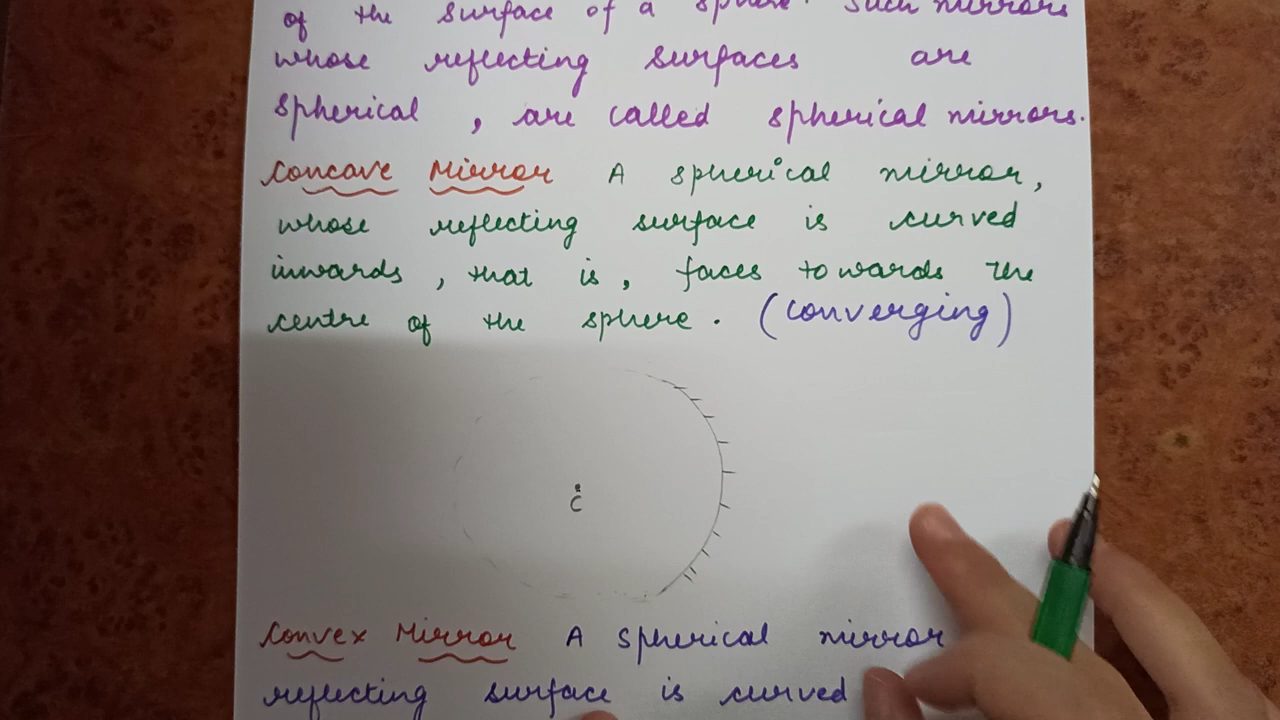 of the surface of a sphere. Such mirrors
whose reflecting surfaces are
spherical, are called spherical mirrors.
Concave Mirror A spherical mirror,
whose reflecting surface is curved
inwards, that is, faces towards the
centre of the sphere. (converging)
C
Convex Mirror A spherical mirror
reflecting surface is curved